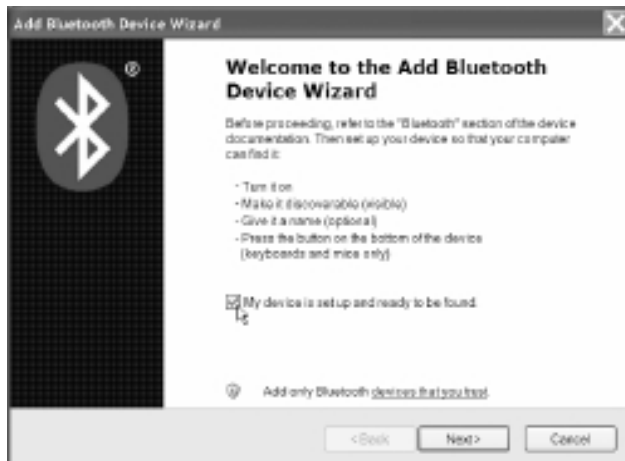 Add Bluetooth Device Wizard
®
Welcome to the Add Bluetooth
Device Wizard
Before proceeding, refer to the "Bluetooth" section of the device
documentation. Then set up your device so that your computer
can find it:
- Turn it on
- Make it discoverable (visible)
- Give it a name (optional)
- Press the button on the bottom of the device
(keyboards and mice only)
My device is set up and ready to be found.
Add only Bluetooth devices that you trust.
<Back
Next>
Cancel